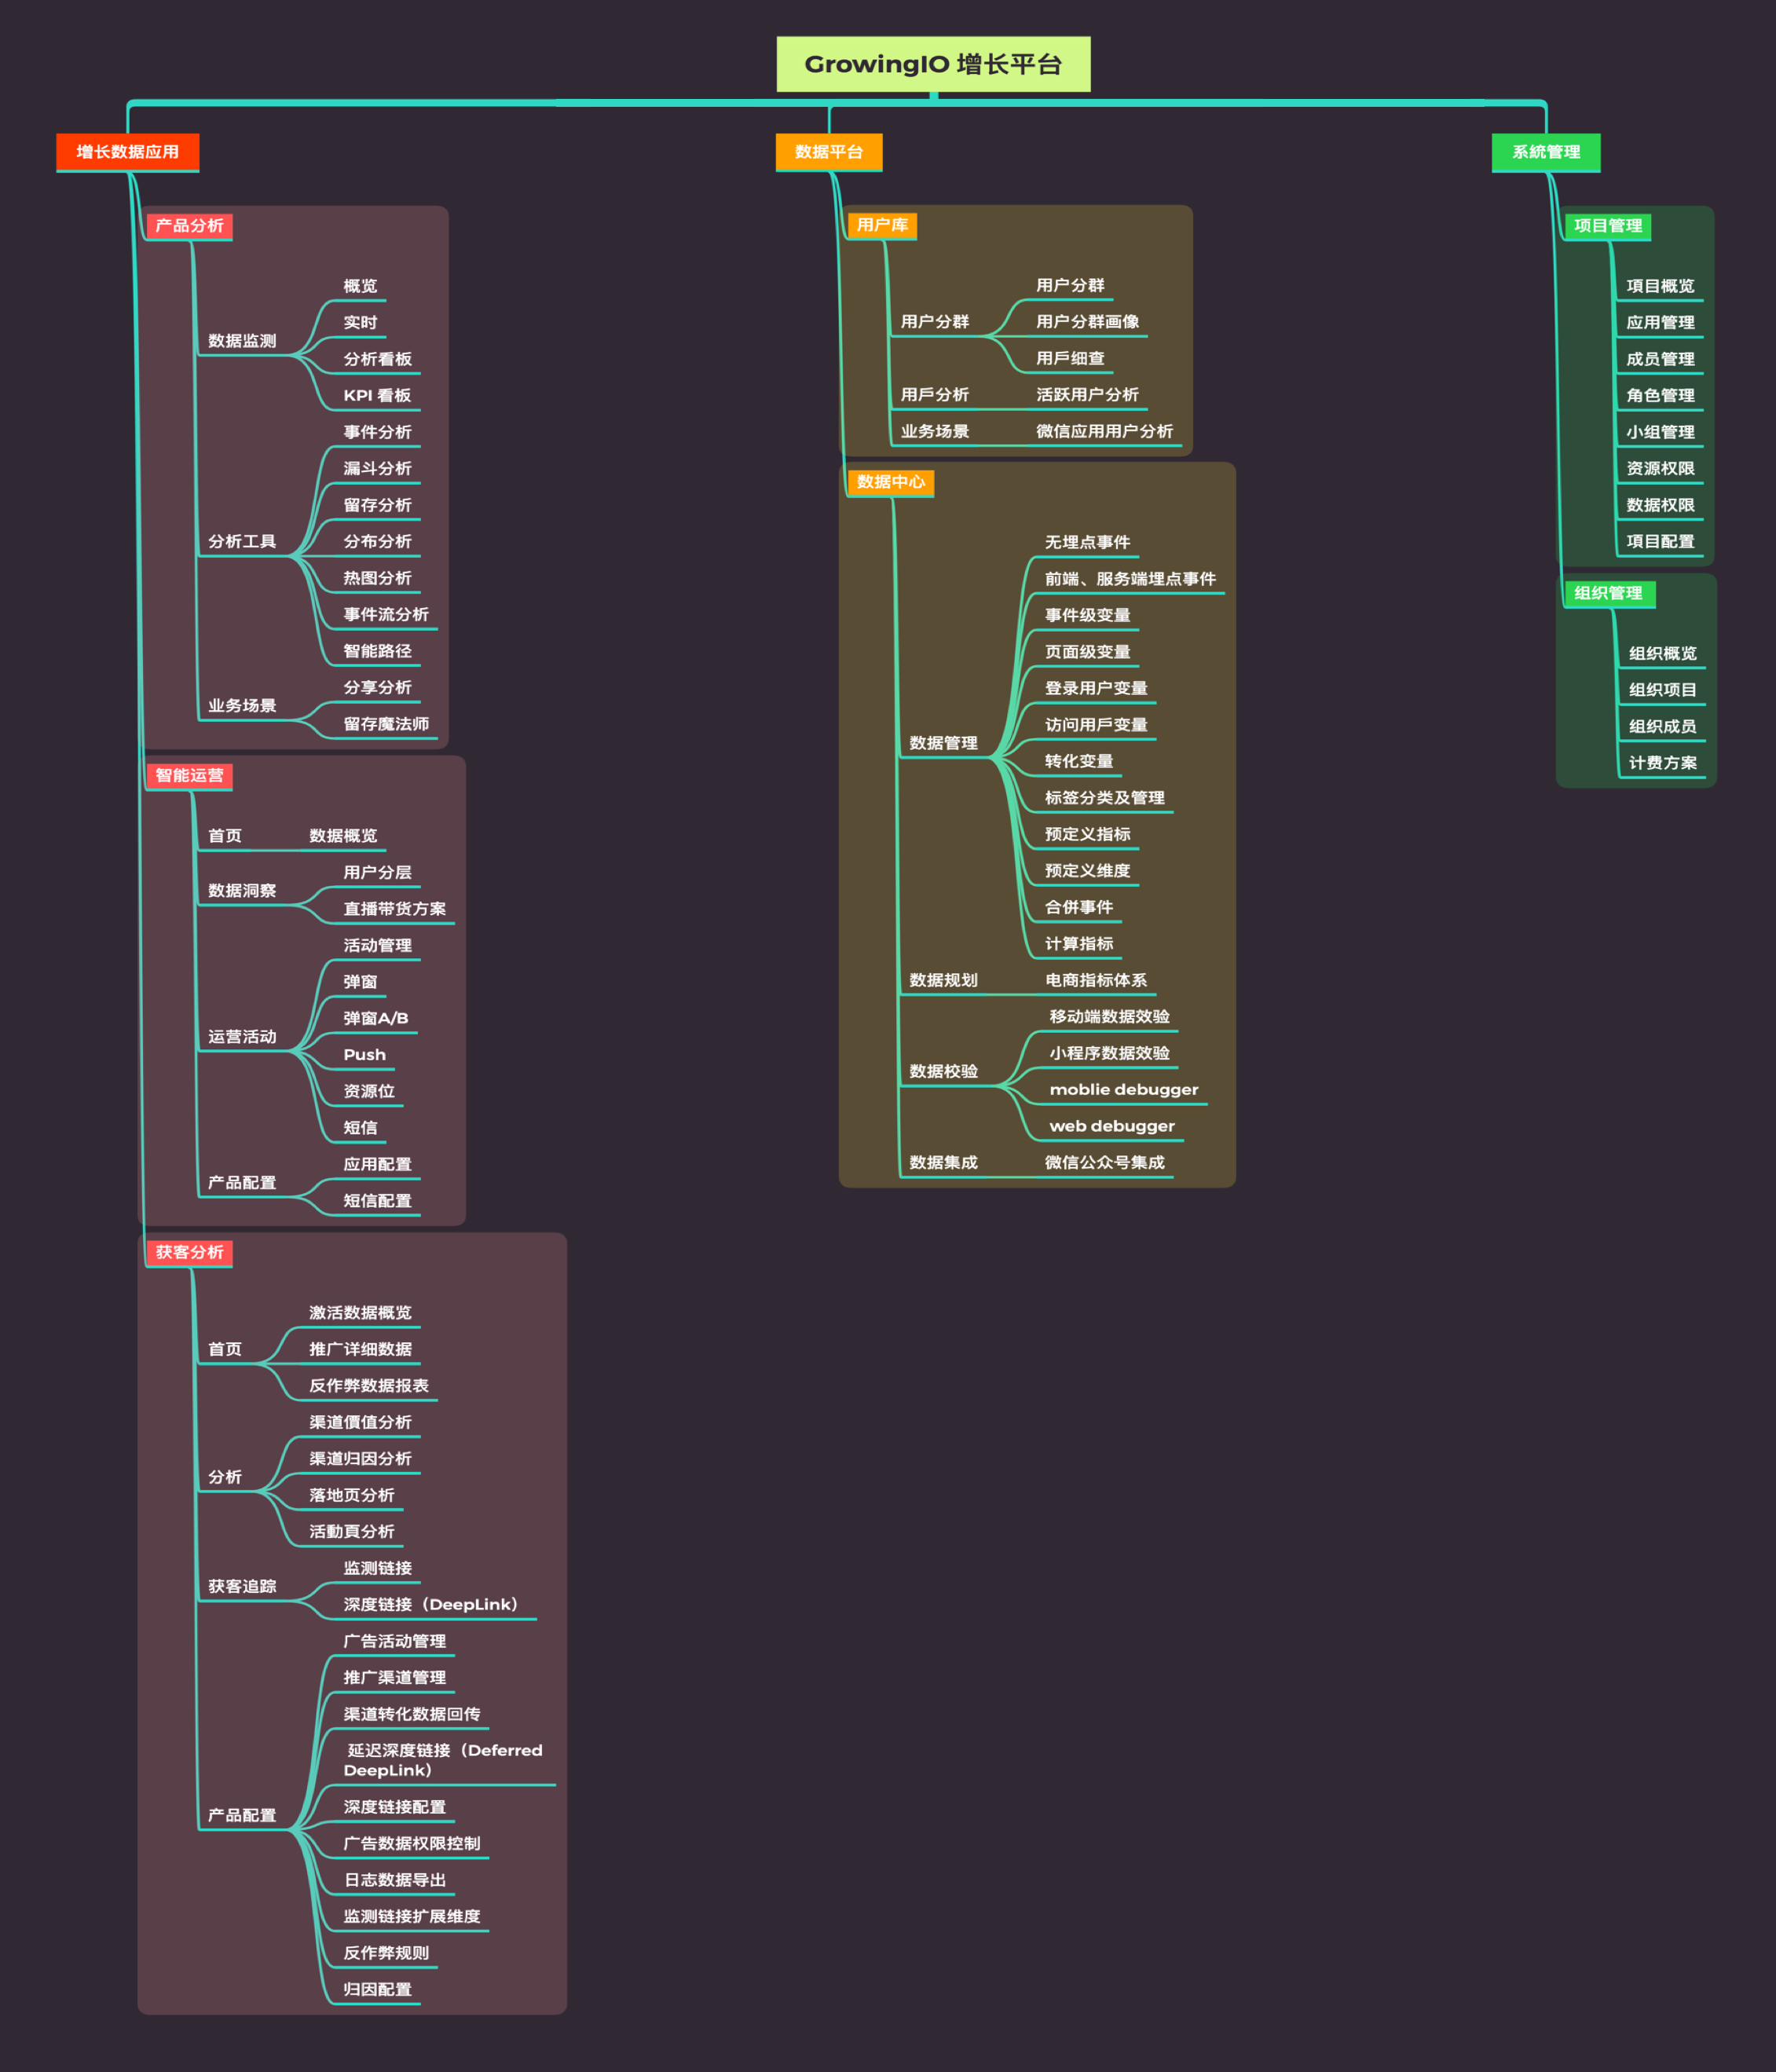 GrowingIO 增长平台
增长数据应用
产品分析
数据监测
概览
实时
分析看板
KPI 看板
分析工具
事件分析
漏斗分析
留存分析
分布分析
热图分析
事件流分析
智能路径
业务场景
分享分析
留存魔法师
智能运营
首页
数据概览
数据洞察
用户分层
直播带货方案
运营活动
活动管理
弹窗
弹窗A/B
Push
资源位
短信
产品配置
应用配置
短信配置
获客分析
首页
激活数据概览
推广详细数据
反作弊数据报表
分析
渠道價值分析
渠道归因分析
落地页分析
活動頁分析
获客追踪
监测链接
深度链接（DeepLink）
产品配置
广告活动管理
推广渠道管理
渠道转化数据回传
延迟深度链接（Deferred
DeepLink）
深度链接配置
广告数据权限控制
日志数据导出
监测链接扩展维度
反作弊规则
归因配置
数据平台
用户库
用户分群
用户分群
用户分群画像
用戶细查
用戶分析
活跃用户分析
业务场景
微信应用用户分析
数据中心
数据管理
无埋点事件
前端、服务端埋点事件
事件级变量
页面级变量
登录用户变量
访问用戶变量
转化变量
标签分类及管理
预定义指标
预定义维度
合併事件
计算指标
数据规划
电商指标体系
数据校验
移动端数据效验
小程序数据效验
moblie debugger
web debugger
数据集成
微信公众号集成
系統管理
项目管理
項目概览
应用管理
成员管理
角色管理
小组管理
资源权限
数据权限
項目配置
组织管理
组织概览
组织项目
组织成员
计费方案